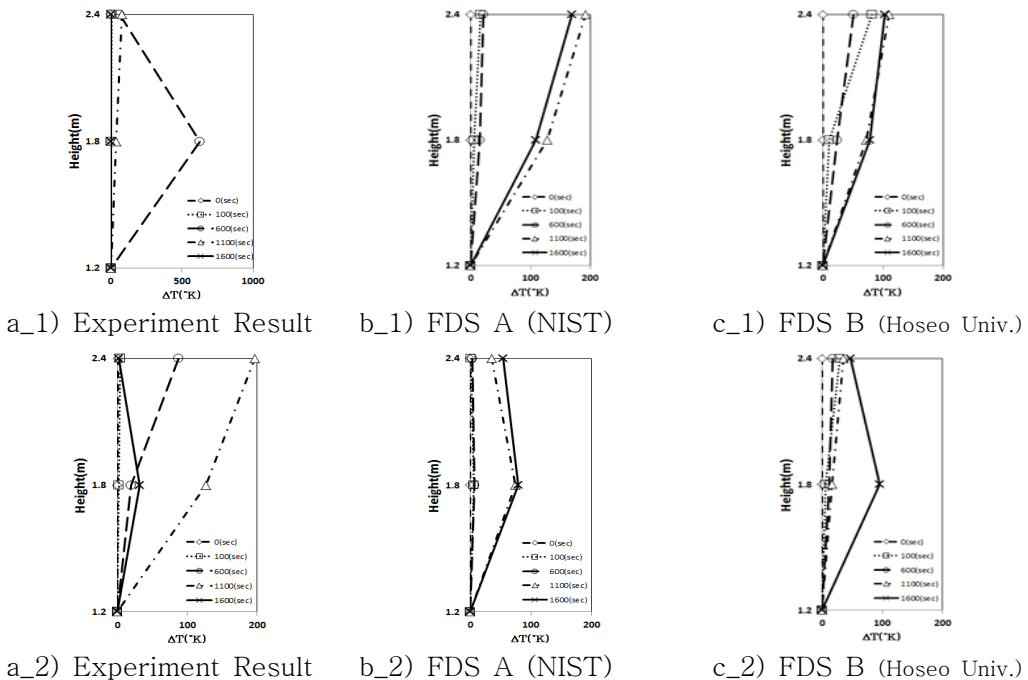 2.4
1.8
1.2
Height(m)
0(sec)
100(sec)
600(sec)
1100(sec)
1600(sec)
0
500
1000
ΔT(˚K)
a_1) Experiment Result
2.4
1.8
1.2
Height(m)
0(sec)
100(sec)
600(sec)
1100(sec)
1600(sec)
0
100
200
ΔT(˚K)
b_1) FDS A (NIST)
2.4
1.8
1.2
Height(m)
0(sec)
100(sec)
600(sec)
1100(sec)
1600(sec)
0
100
200
ΔT(˚K)
c_1) FDS B (Hoseo Univ.)
2.4
1.8
1.2
Height(m)
0(sec)
100(sec)
600(sec)
1100(sec)
1600(sec)
0
100
200
ΔT(˚K)
a_2) Experiment Result
2.4
1.8
1.2
Height(m)
0(sec)
100(sec)
600(sec)
1100(sec)
1600(sec)
0
100
200
ΔT(˚K)
b_2) FDS A (NIST)
2.4
1.8
1.2
Height(m)
0(sec)
100(sec)
600(sec)
1100(sec)
1600(sec)
0
100
200
ΔT(˚K)
c_2) FDS B (Hoseo Univ.)